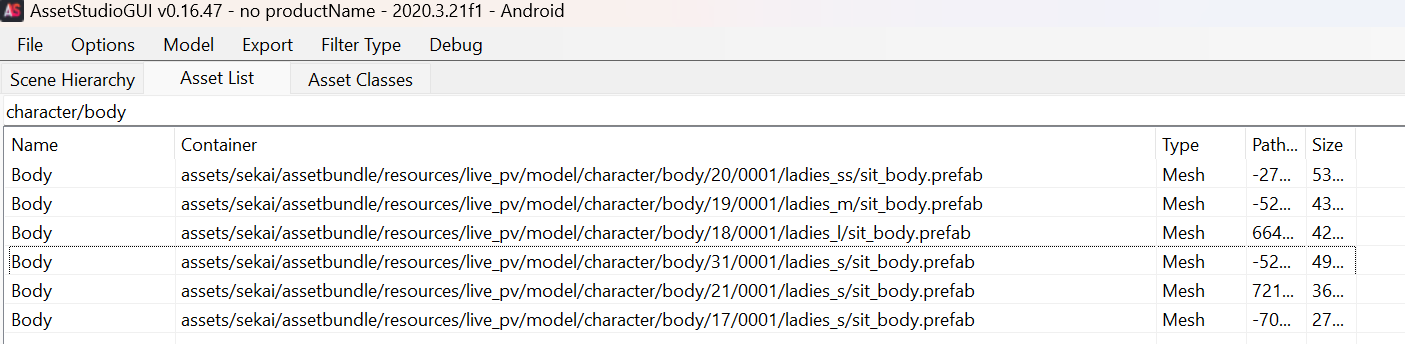 AS AssetStudioGUI v0.16.47 - no productName - 2020.3.21f1 - Android
File Options Model Export Filter Type Debug
Scene Hierarchy Asset List Asset Classes
character/body
Name Container Type Path... Size
Body assets/sekai/assetbundle/resources/live_pv/model/character/body/20/0001/ladies_ss/sit_body.prefab Mesh -27... 53...
Body assets/sekai/assetbundle/resources/live_pv/model/character/body/19/0001/ladies_m/sit_body.prefab Mesh -52... 43...
Body assets/sekai/assetbundle/resources/live_pv/model/character/body/18/0001/ladies_l/sit_body.prefab Mesh 664... 42...
Body assets/sekai/assetbundle/resources/live_pv/model/character/body/31/0001/ladies_s/sit_body.prefab Mesh -52... 49...
Body assets/sekai/assetbundle/resources/live_pv/model/character/body/21/0001/ladies_s/sit_body.prefab Mesh 721... 36...
Body assets/sekai/assetbundle/resources/live_pv/model/character/body/17/0001/ladies_s/sit_body.prefab Mesh -70... 27...